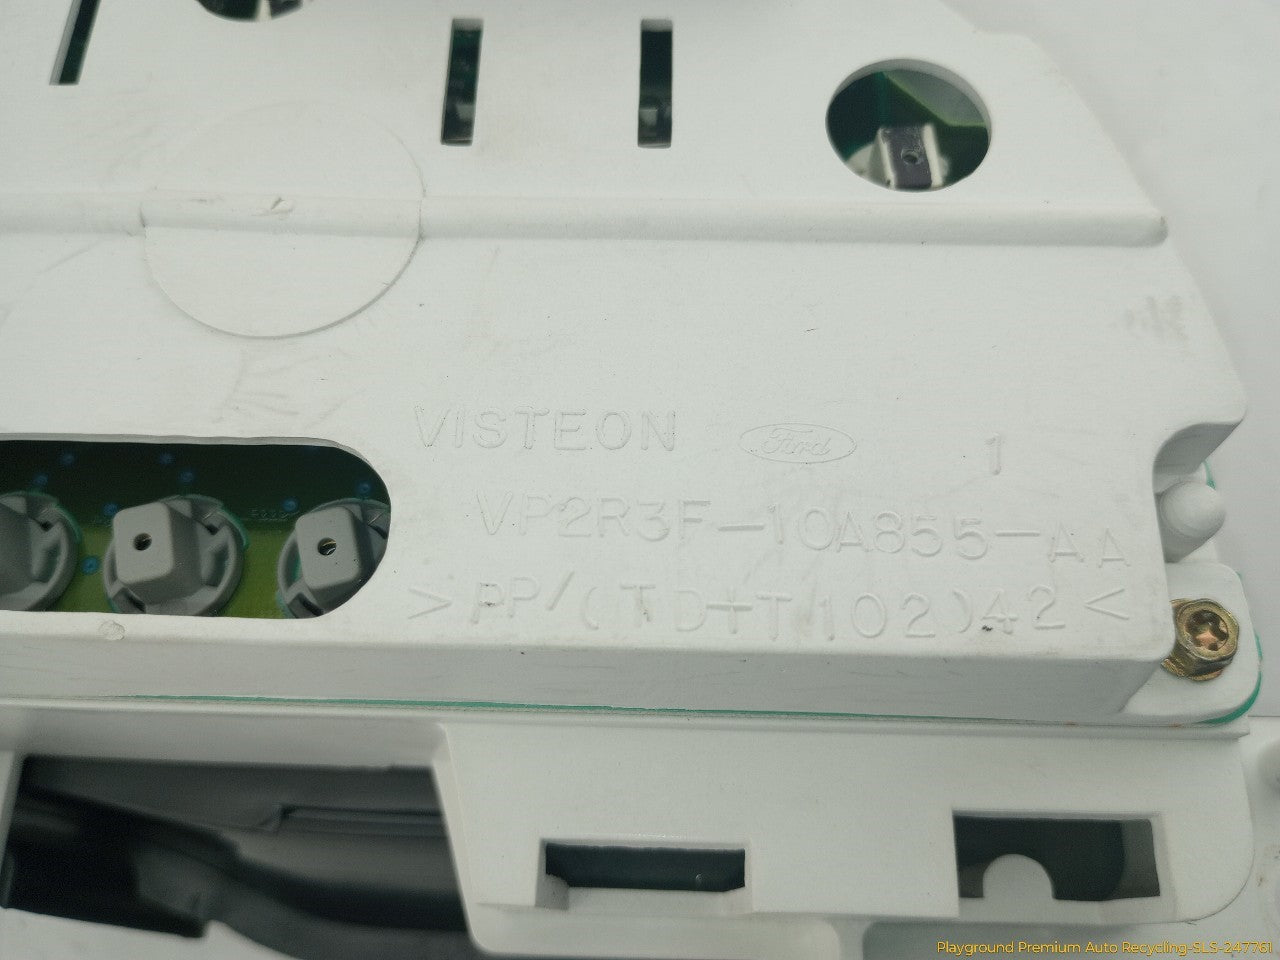 VISTEON Ford 1
VP2R3F-10A855-AA
>PP/(TD+T102)42<
Playground Premium Auto Recycling-SLS-247761